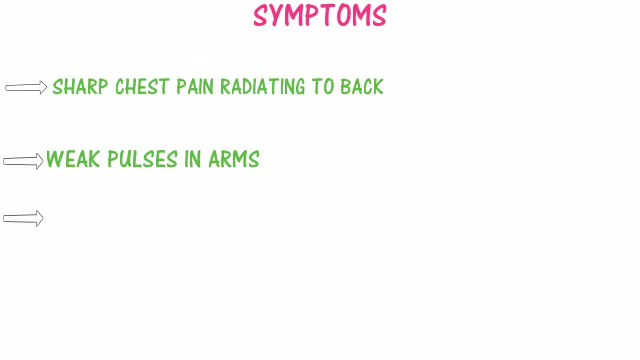 SYMPTOMS
SHARP CHEST PAIN RADIATING TO BACK
WEAK PULSES IN ARMS